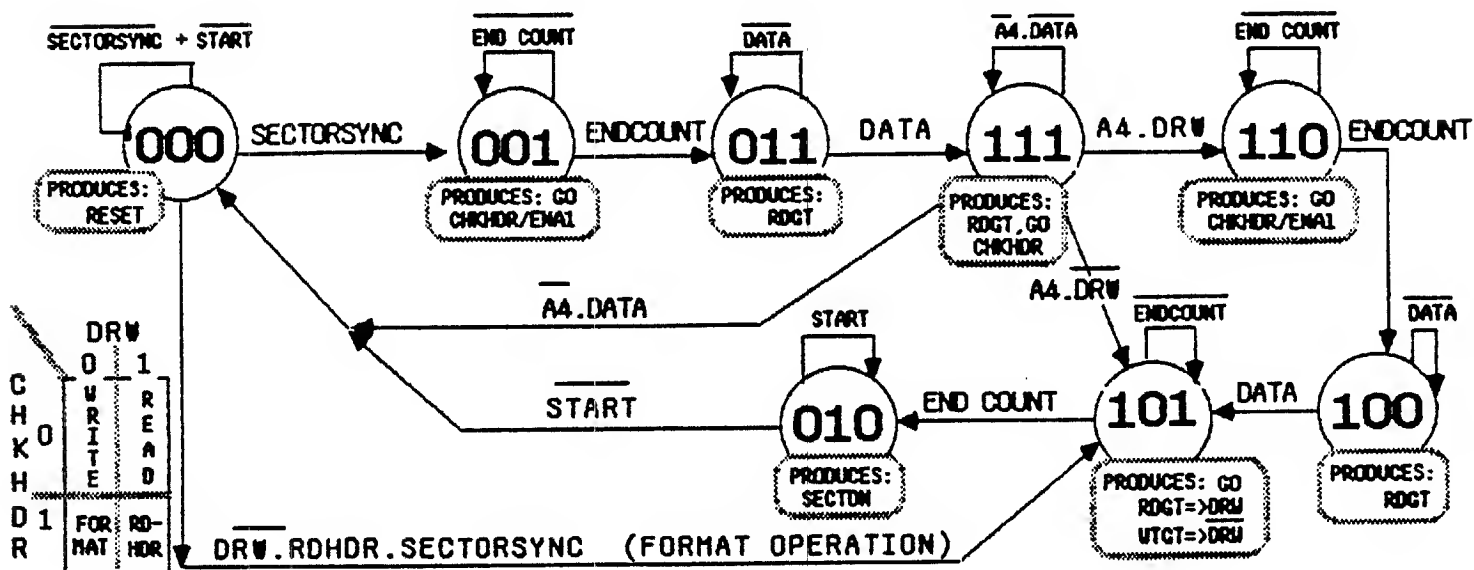 SECTORSYNC + START
END COUNT
DATA
A4.DATA
END COUNT
000
SECTORSYNC
001
ENDCOUNT
011
DATA
111
A4.DRW
110
ENDCOUNT
PRODUCES:
RESET
PRODUCES: GO
CHKHDR/ENA1
PRODUCES:
RDGT
PRODUCES:
RDGT,GO
CHKHDR
PRODUCES: GO
CHKHDR/ENA1
A4.DATA
A4.DRW
START
ENDCOUNT
DATA
START
010
END COUNT
101
DATA
100
PRODUCES:
SECTDN
PRODUCES: GO
RDGT=>DRW
WTGT=>DRW
PRODUCES:
RDGT
DRW
0 1
CHKHDR
0
WRITE
READ
1
FOR
MAT
RD-
HDR
DRW.RDHDR.SECTORSYNC (FORMAT OPERATION)